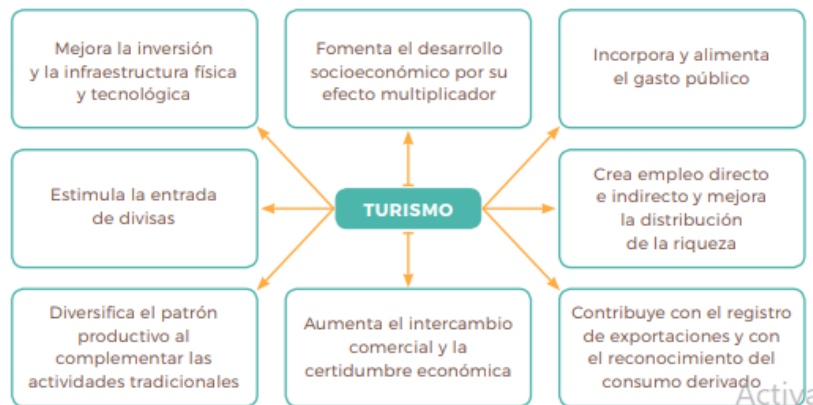 Mejora la inversión
y la infraestructura física
y tecnológica
Fomenta el desarrollo
socioeconómico por su
efecto multiplicador
Incorpora y alimenta
el gasto público
Estimula la entrada
de divisas
TURISMO
Crea empleo directo
e indirecto y mejora
la distribución
de la riqueza
Diversifica el patrón
productivo al
complementar las
actividades tradicionales
Aumenta el intercambio
comercial y la
certidumbre económica
Contribuye con el registro
de exportaciones y con
el reconocimiento del
consumo derivado